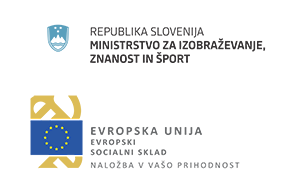 REPUBLIKA SLOVENIJA
MINISTRSTVO ZA IZOBRAŽEVANJE,
ZNANOST IN ŠPORT
EVROPSKA UNIJA
EVROPSKI
SOCIALNI SKLAD
NALOŽBA V VAŠO PRIHODNOST